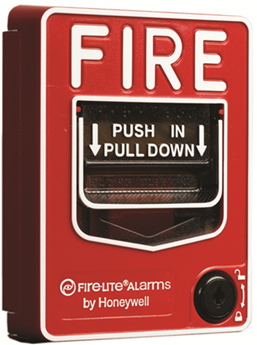 FIRE
PUSH IN
PULL DOWN
FIRE-LITE®ALARMS
by Honeywell